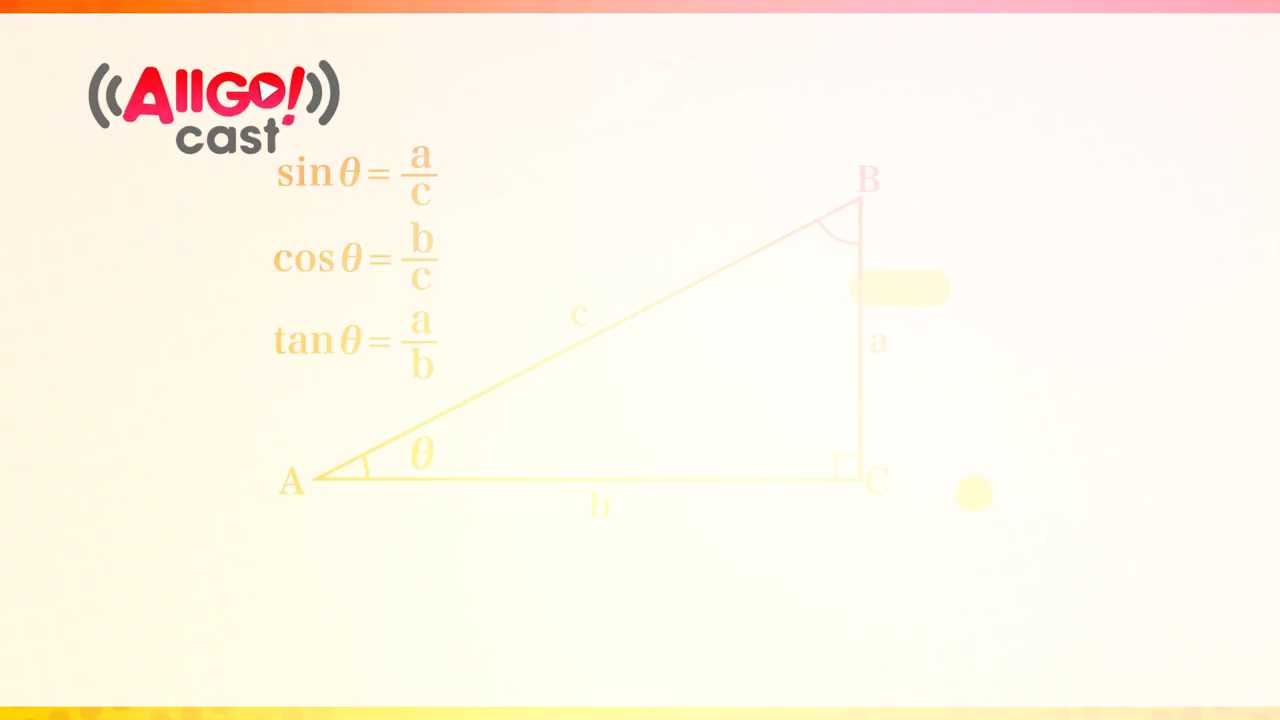 AllGo!
cast
sinθ = a/c
cosθ = b/c
tanθ = a/b
B
c
a
θ
A
C
b